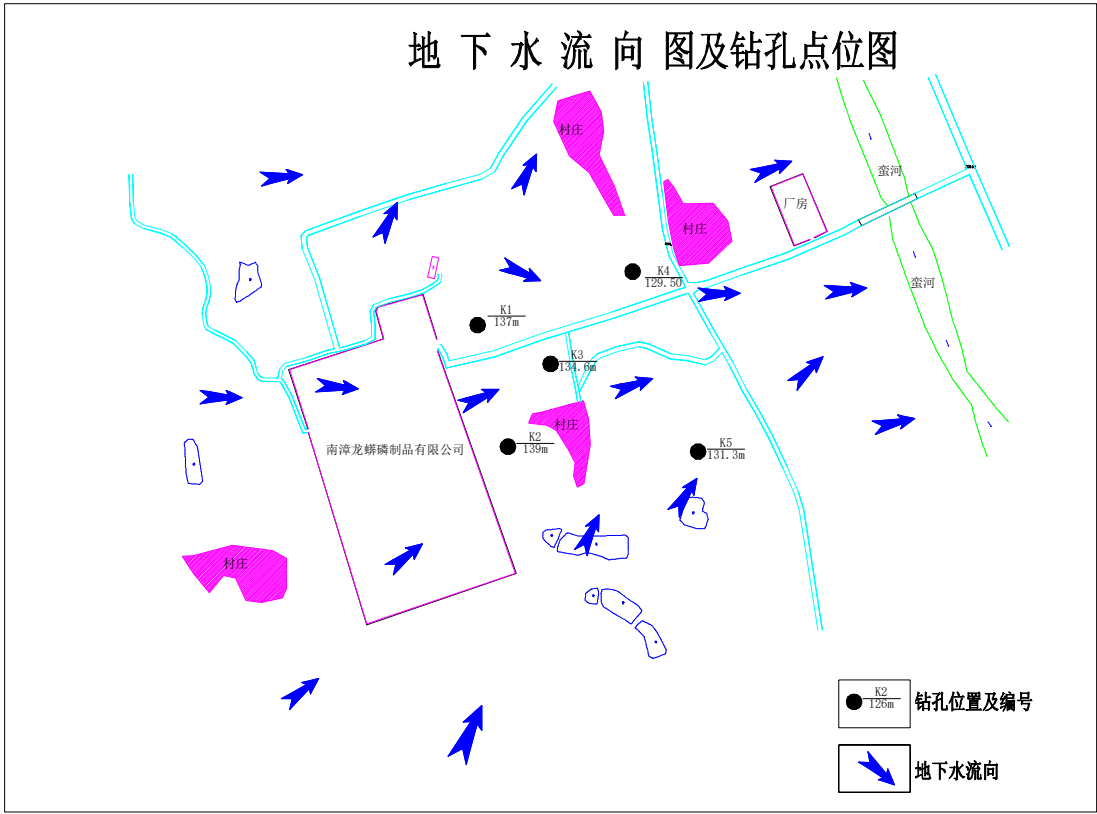 地 下 水 流 向 图及钻孔点位图
村庄
蛮河
厂房
村庄
K4
129.50
蛮河
K1
137m
K3
134.6m
村庄
K2
139m
K5
131.3m
南漳龙蟒磷制品有限公司
村庄
K2
126m
钻孔位置及编号
地下水流向